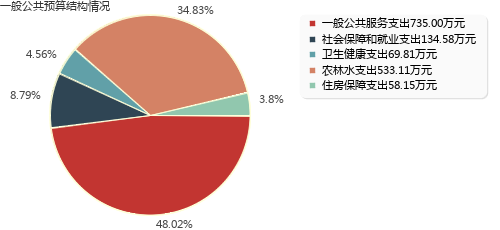 一般公共预算结构情况
34.83%
4.56%
8.79%
3.8%
48.02%
一般公共服务支出735.00万元
社会保障和就业支出134.58万元
卫生健康支出69.81万元
农林水支出533.11万元
住房保障支出58.15万元